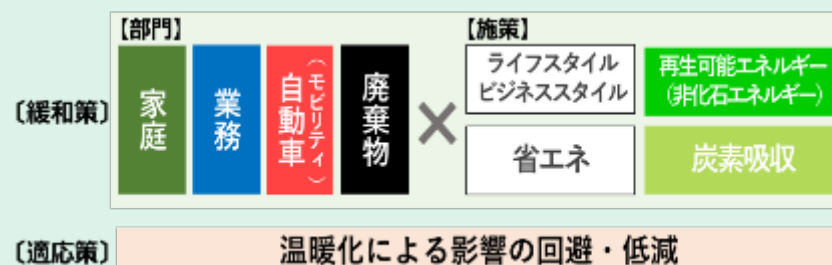 【部門】
【施策】
〔緩和策〕
家庭
業務
自動車
(モビリティ)
廃棄物
×
ライフスタイル
ビジネススタイル
再生可能エネルギー
(非化石エネルギー)
省エネ
炭素吸収
〔適応策〕
温暖化による影響の回避・低減